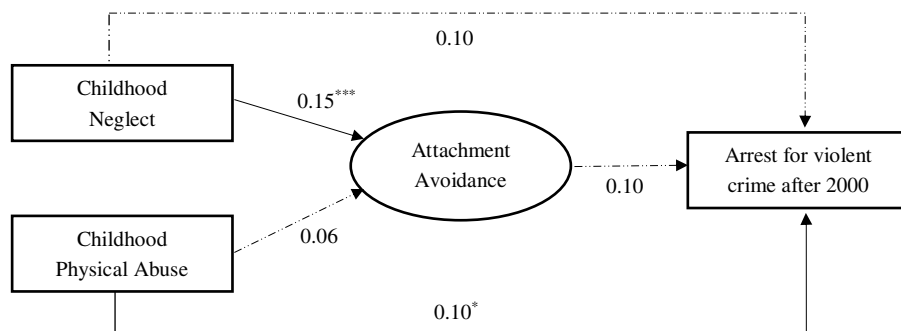 0.10
Childhood
Neglect
0.15***
Attachment
Avoidance
0.10
Arrest for violent
crime after 2000
Childhood
Physical Abuse
0.06
0.10*